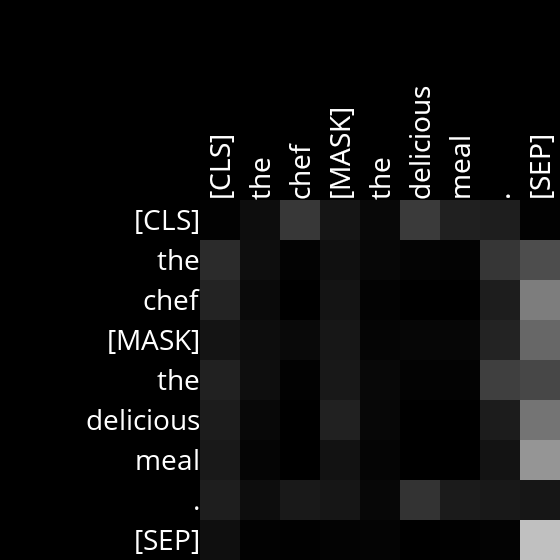 [CLS] the chef [MASK] the delicious meal . [SEP]
[CLS]
the
chef
[MASK]
the
delicious
meal
.
[SEP]